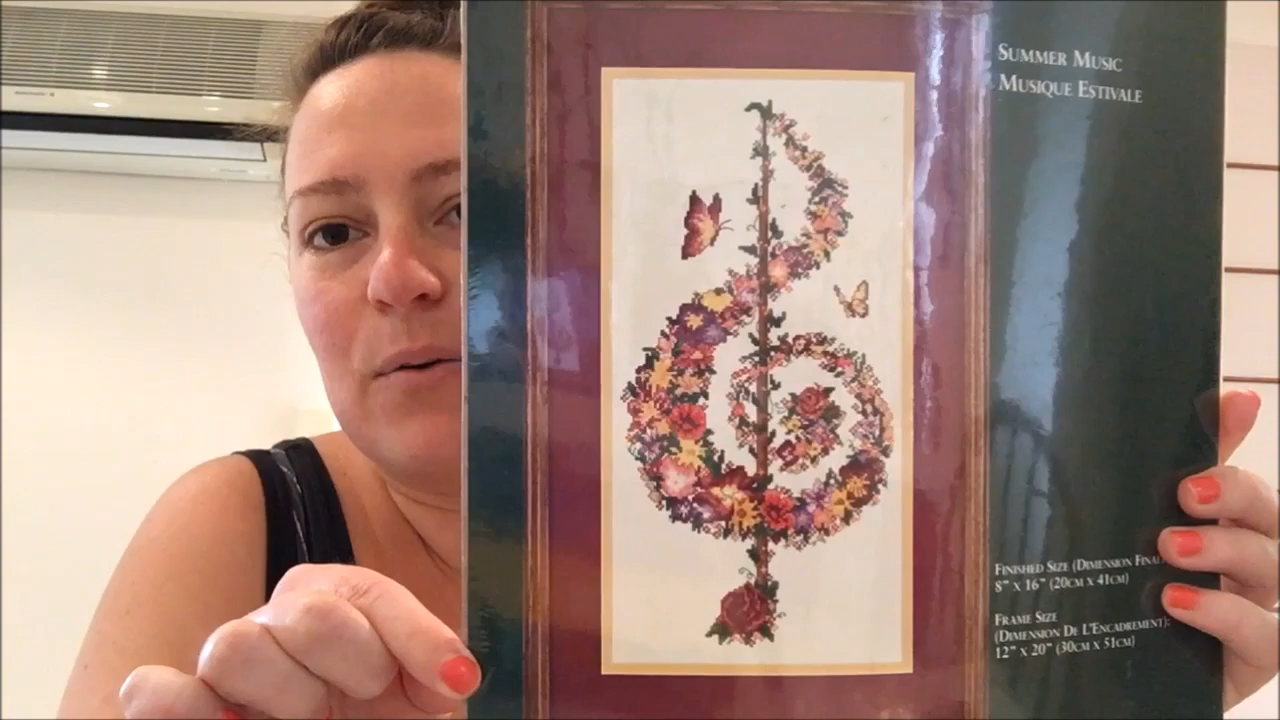 SUMMER MUSIC
MUSIQUE ESTIVALE
FINISHED SIZE (DIMENSION
8" X 16" (20CM X 41CM)
FRAME SIZE
(DIMENSION DE L'ENCADREMENT):
12" X 20" (30CM X 51CM)